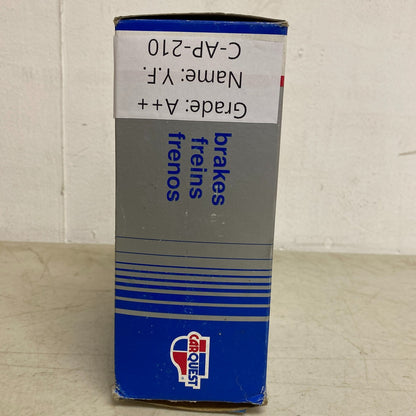 Grade: A++
Name: Y.F.
C-AP-210
brakes
freins
frenos
CARQUEST